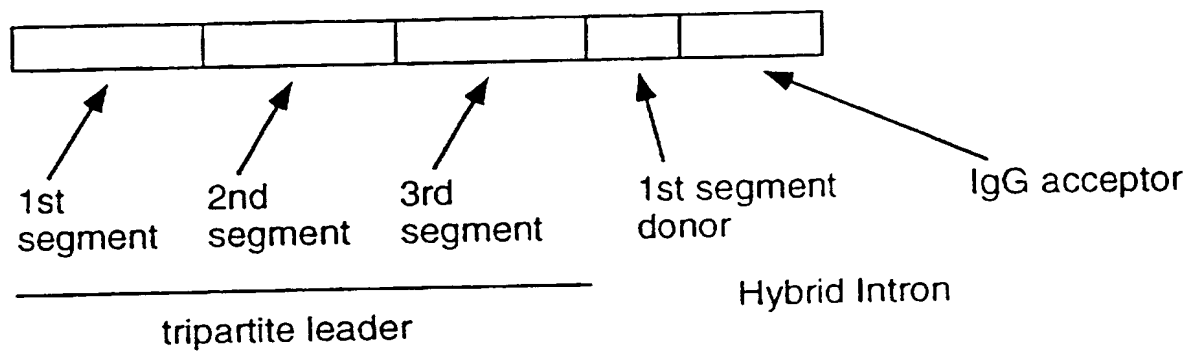 1st
segment
2nd
segment
3rd
segment
1st segment
donor
IgG acceptor
tripartite leader
Hybrid Intron